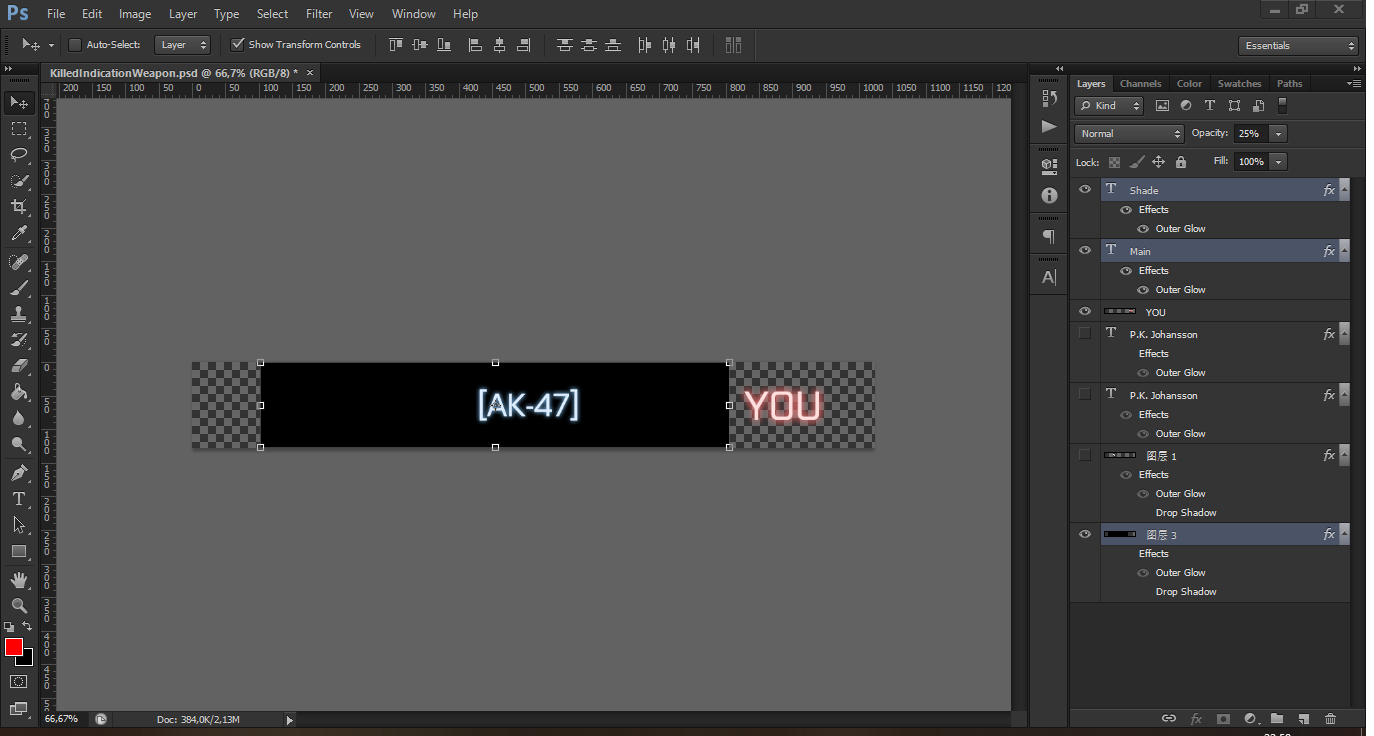 Ps File Edit Image Layer Type Select Filter View Window Help
Auto-Select: Layer Show Transform Controls Essentials
KilledIndicationWeapon.psd @ 66,7% (RGB/8) * ×
200 150 100 50 0 50 100 150 200 250 300 350 400 450 500 550 600 650 700 750 800 850 900 950 1000 1050 1100 1150 120
Layers Channels Color Swatches Paths
Kind
Normal Opacity: 25%
Lock: Fill: 100%
T Shade fx
Effects
Outer Glow
T Main fx
Effects
Outer Glow
YOU
T P.K. Johansson fx
Effects
Outer Glow
T P.K. Johansson fx
Effects
Outer Glow
图层 1 fx
Effects
Outer Glow
Drop Shadow
图层 3 fx
Effects
Outer Glow
Drop Shadow
[AK-47] YOU
66,67% Doc: 384,0K/2,13M